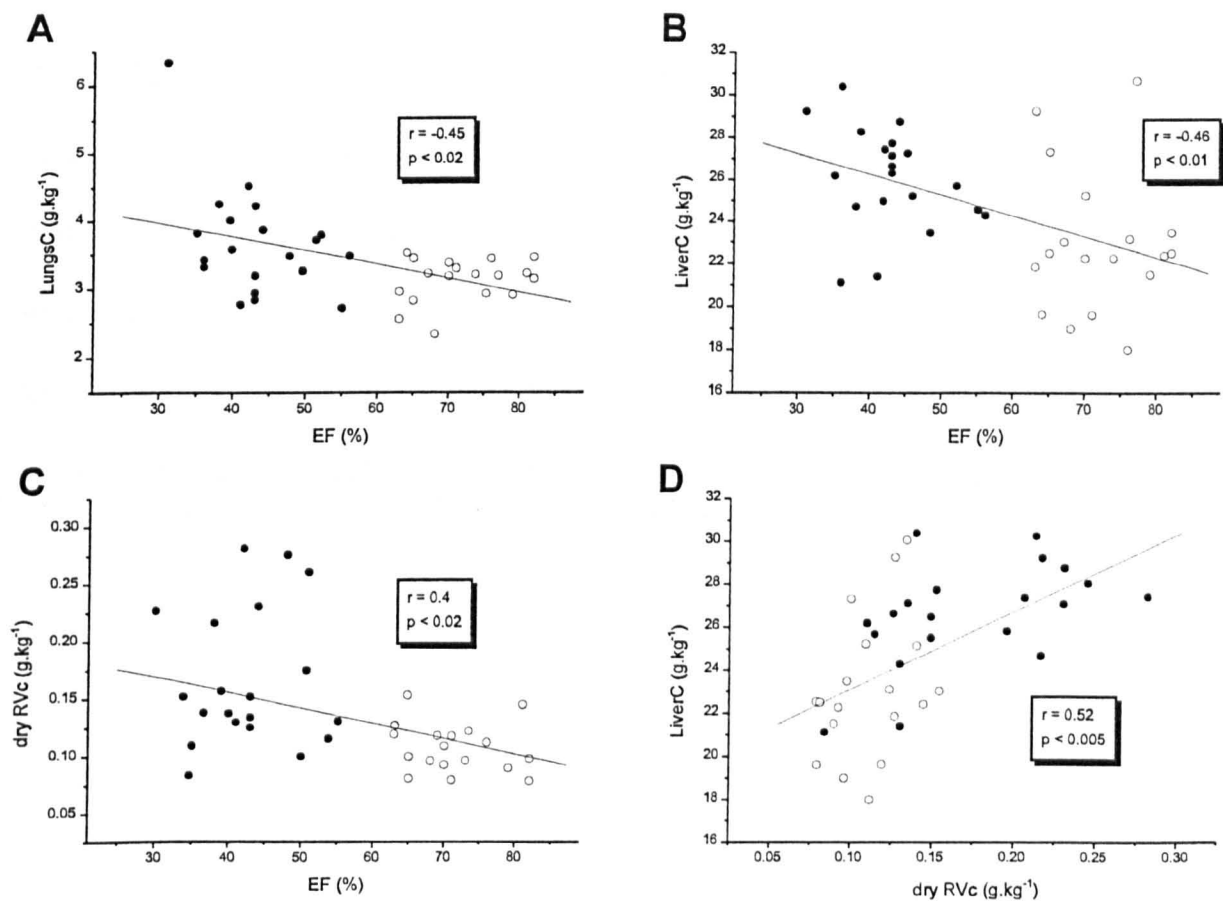 A
LungsC (g.kg-1)
6
5
4
3
2
r = -0.45
p < 0.02
30 40 50 60 70 80
EF (%)
B
LiverC (g.kg-1)
32
30
28
26
24
22
20
18
16
r = -0.46
p < 0.01
30 40 50 60 70 80
EF (%)
C
dry RVc (g.kg-1)
0.30
0.25
0.20
0.15
0.10
0.05
r = 0.4
p < 0.02
30 40 50 60 70 80
EF (%)
D
LiverC (g.kg-1)
32
30
28
26
24
22
20
18
16
r = 0.52
p < 0.005
0.05 0.10 0.15 0.20 0.25 0.30
dry RVc (g.kg-1)